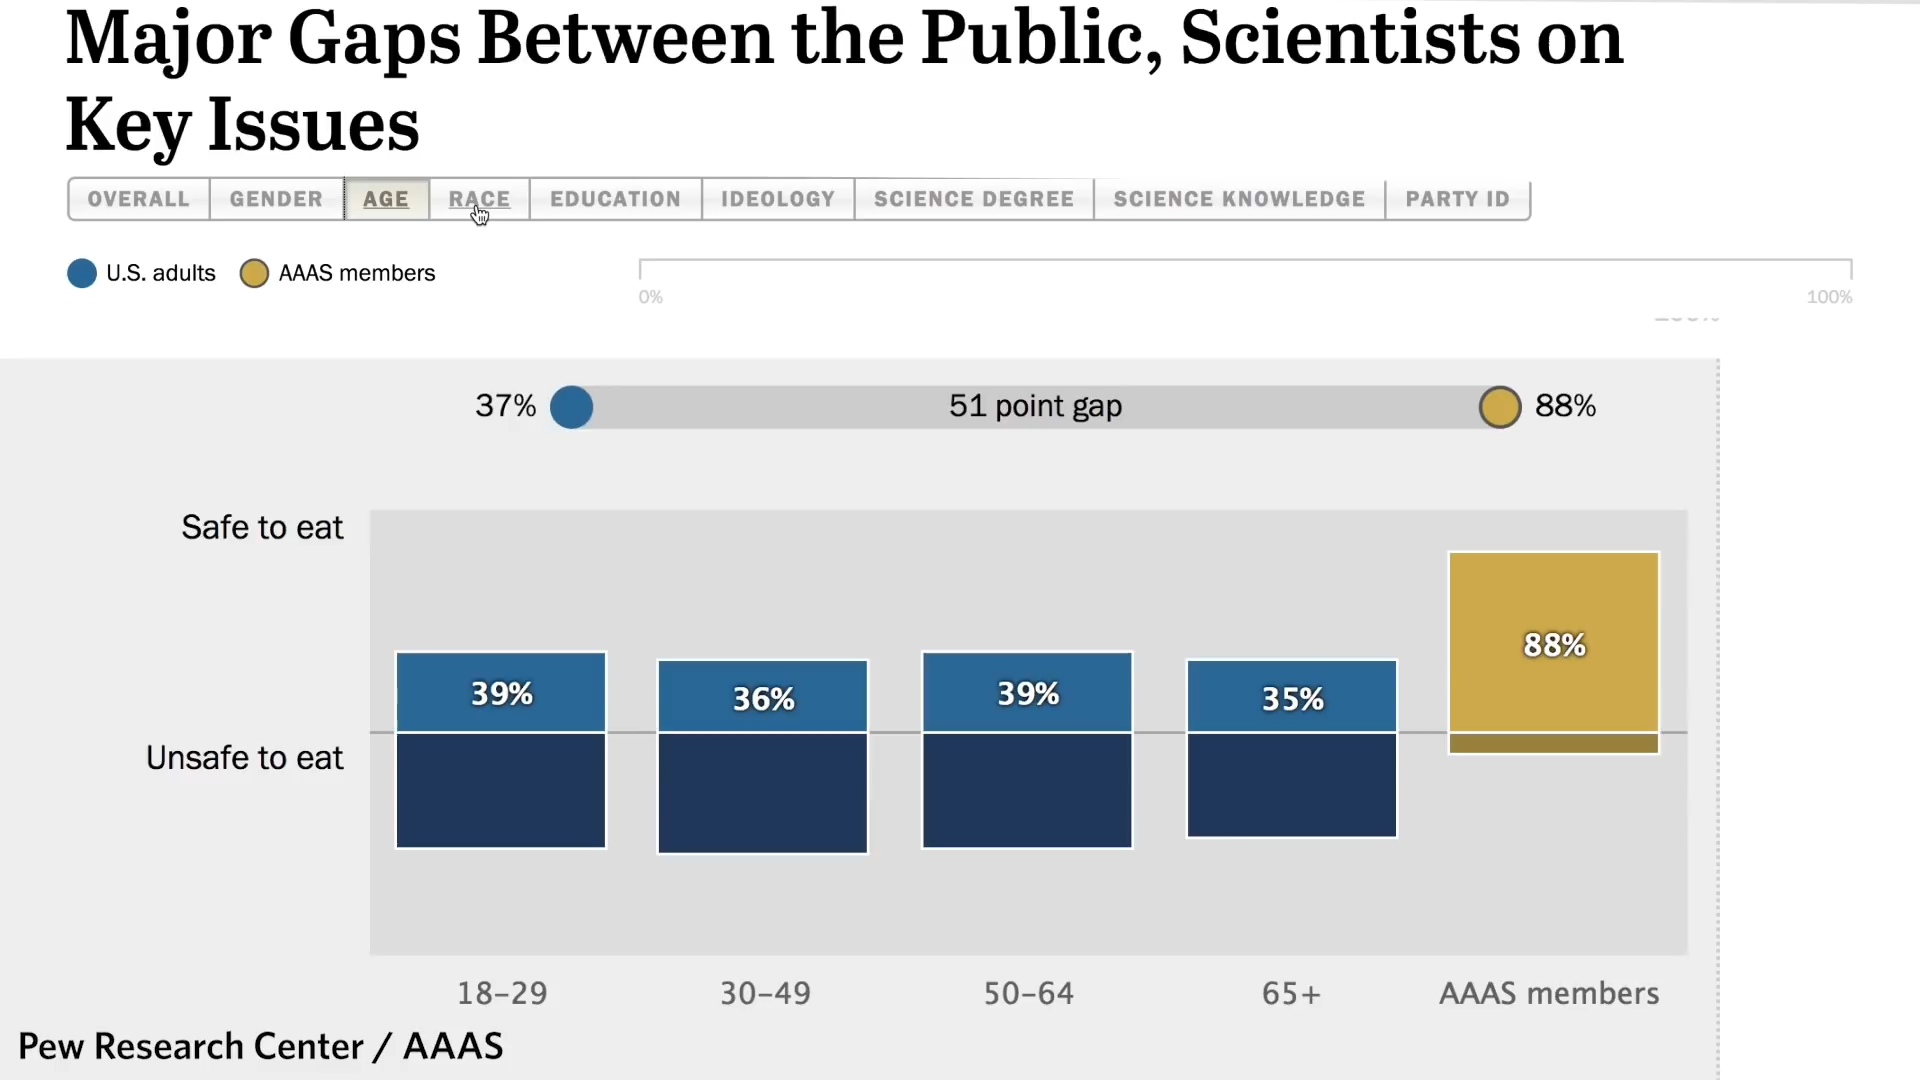 Major Gaps Between the Public, Scientists on
Key Issues
OVERALL GENDER AGE RACE EDUCATION IDEOLOGY SCIENCE DEGREE SCIENCE KNOWLEDGE PARTY ID
U.S. adults AAAS members
0% 100%
37% 51 point gap 88%
Safe to eat
88%
39% 36% 39% 35%
Unsafe to eat
18–29 30–49 50–64 65+ AAAS members
Pew Research Center / AAAS